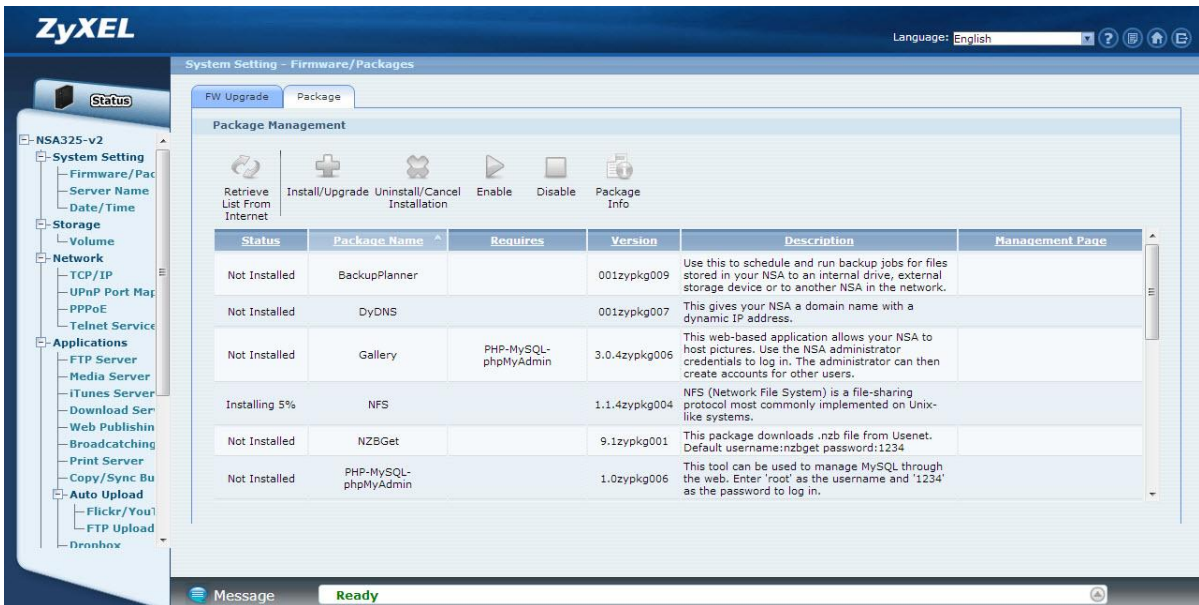 ZyXEL
Language: English
System Setting - Firmware/Packages
Status
FW Upgrade
Package
Package Management
NSA325-v2
System Setting
Firmware/Pac
Server Name
Date/Time
Storage
Volume
Network
TCP/IP
UPnP Port Map
PPPoE
Telnet Service
Applications
FTP Server
Media Server
iTunes Server
Download Ser
Web Publishin
Broadcatching
Print Server
Copy/Sync Bu
Auto Upload
Flickr/YouT
FTP Upload
Dropbox
Retrieve
List From
Internet
Install/Upgrade
Uninstall/Cancel
Installation
Enable
Disable
Package
Info
Status Package Name ^ Requires Version Description Management Page
Not Installed BackupPlanner 001zypkg009
Use this to schedule and run backup jobs for files
stored in your NSA to an internal drive, external
storage device or to another NSA in the network.
Not Installed DyDNS 001zypkg007
This gives your NSA a domain name with a
dynamic IP address.
Not Installed Gallery
PHP-MySQL-
phpMyAdmin
3.0.4zypkg006
This web-based application allows your NSA to
host pictures. Use the NSA administrator
credentials to log in. The administrator can then
create accounts for other users.
Installing 5% NFS 1.1.4zypkg004
NFS (Network File System) is a file-sharing
protocol most commonly implemented on Unix-
like systems.
Not Installed NZBGet 9.1zypkg001
This package downloads .nzb file from Usenet.
Default username:nzbget password:1234
Not Installed
PHP-MySQL-
phpMyAdmin
1.0zypkg006
This tool can be used to manage MySQL through
the web. Enter 'root' as the username and '1234'
as the password to log in.
Message
Ready